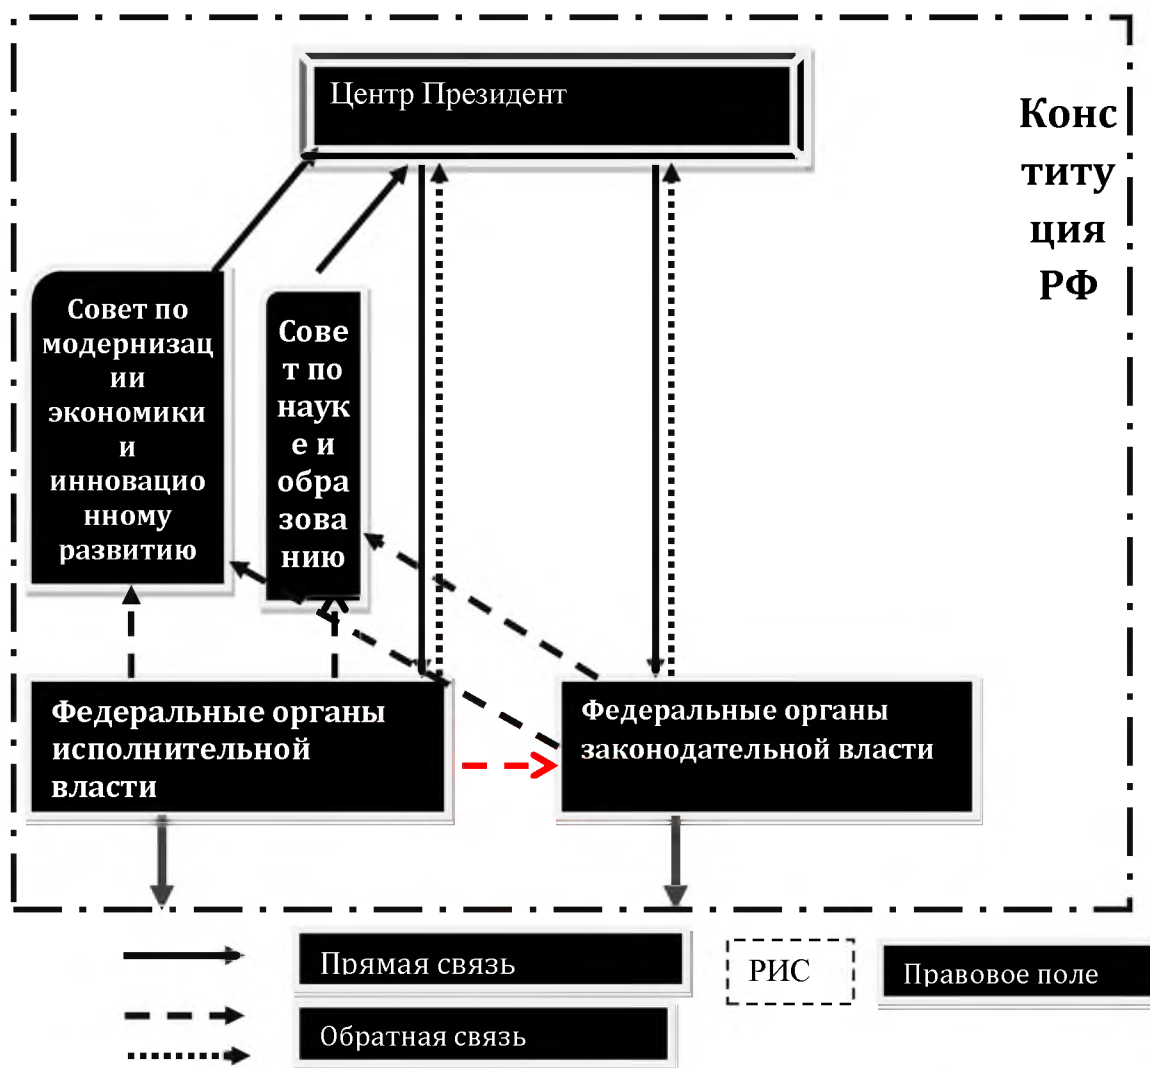 Центр Президент
Конс
титу
ция
РФ
Совет по
модернизац
ии
экономики
и
инновацио
нному
развитию
Сове
т по
наук
е и
обра
зова
нию
Федеральные органы
исполнительной
власти
Федеральные органы
законодательной власти
Прямая связь
РИС
Правовое поле
Обратная связь